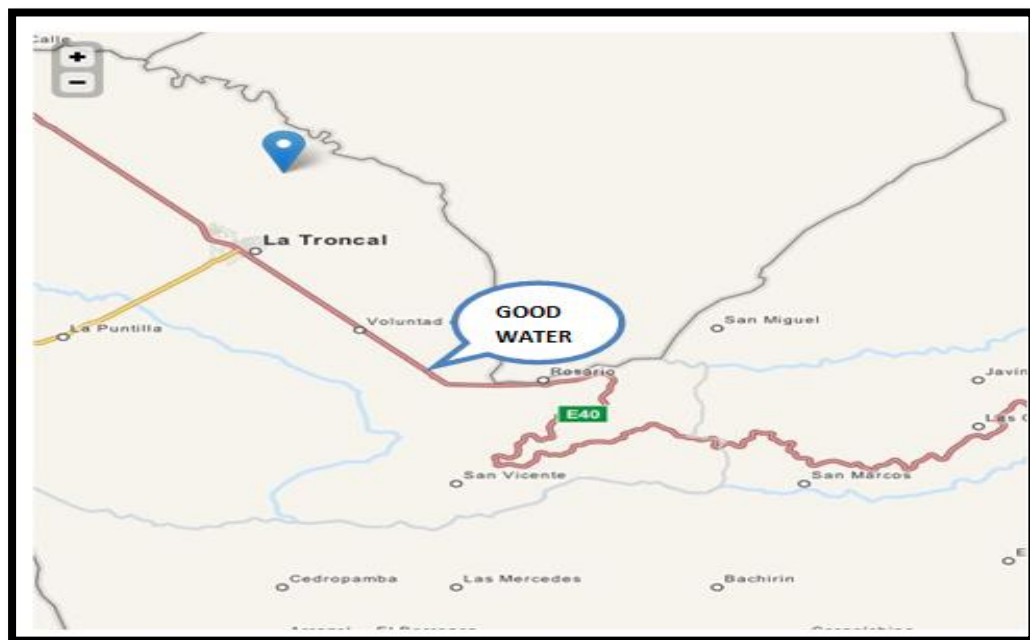 Calle
+
−
La Troncal
La Puntilla
Voluntad
GOOD
WATER
San Miguel
Rosario
Javin
E40
Las
San Vicente
San Marcos
Cedropamba
Las Mercedes
Bachirin